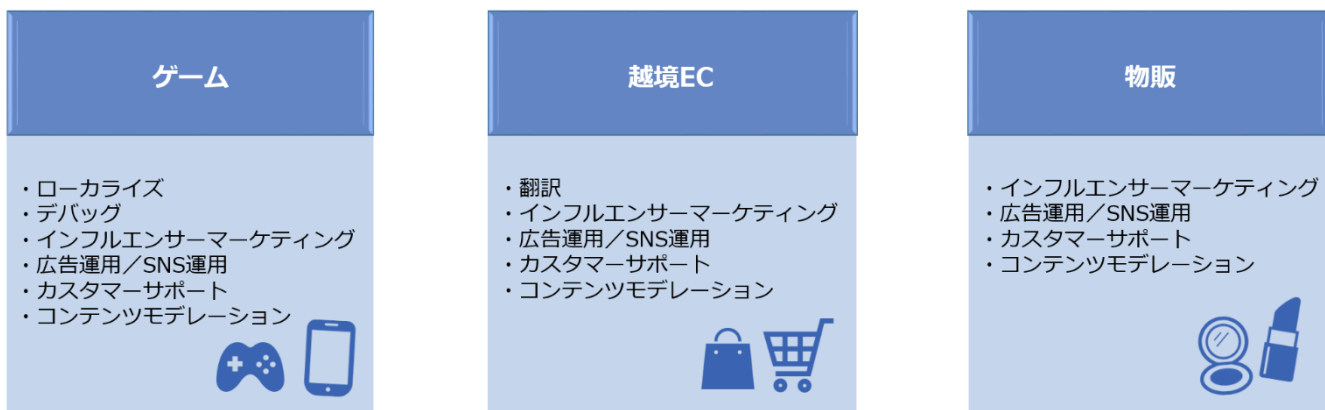 ゲーム
・ローカライズ
・デバッグ
・インフルエンサーマーケティング
・広告運用／SNS運用
・カスタマーサポート
・コンテンツモデレーション
越境EC
・翻訳
・インフルエンサーマーケティング
・広告運用／SNS運用
・カスタマーサポート
・コンテンツモデレーション
物販
・インフルエンサーマーケティング
・広告運用／SNS運用
・カスタマーサポート
・コンテンツモデレーション